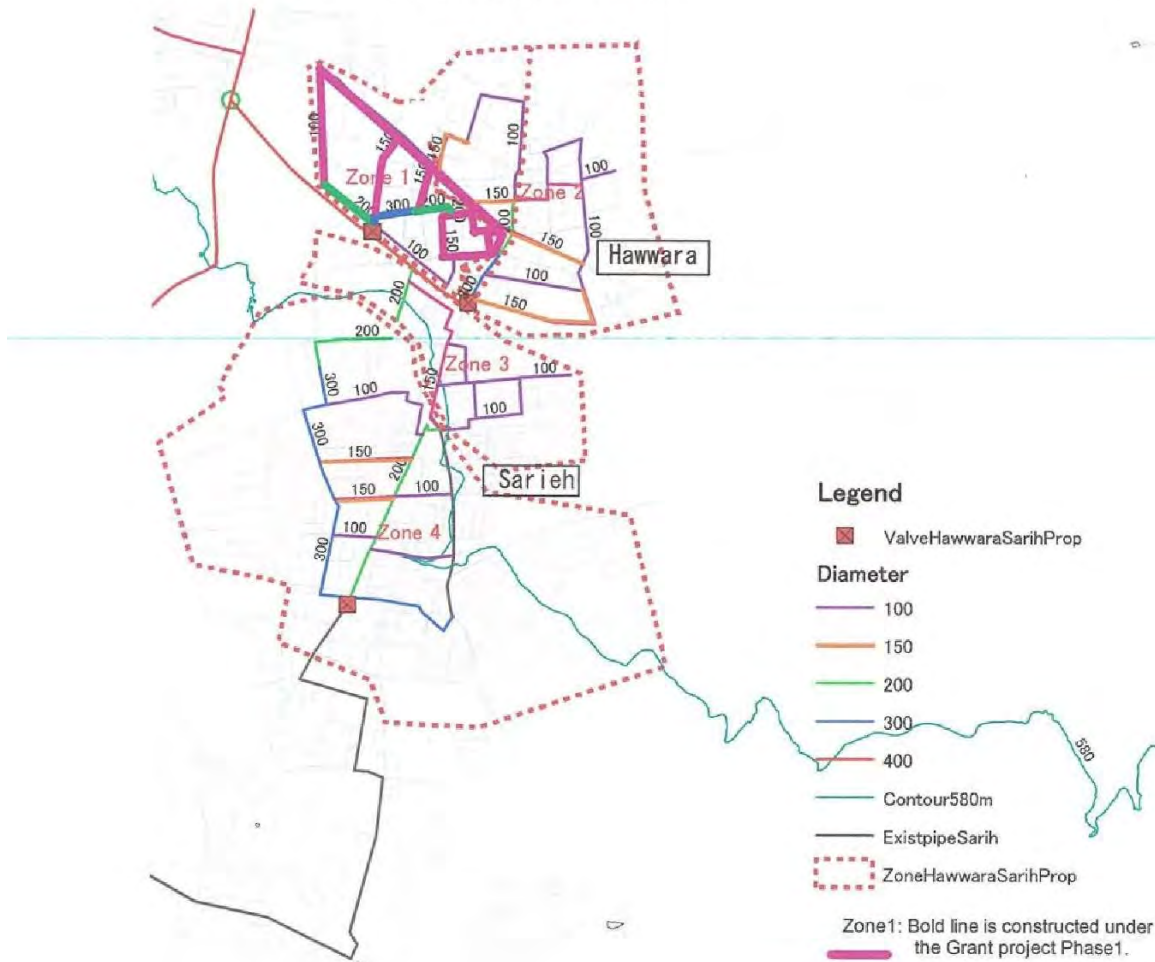 100
150
150
150
100
Zone 1
200
300
200
150
Zone 2
100
100
150
100
150
Hawwara
100
150
200
200
Zone 3
100
150
300
100
100
300
150
200
Sarieh
150
100
100
Zone 4
300
Legend
ValveHawwaraSarihProp
Diameter
100
150
200
300
400
Contour580m
ExistpipeSarih
ZoneHawwaraSarihProp
Zone1: Bold line is constructed under
the Grant project Phase1.
580